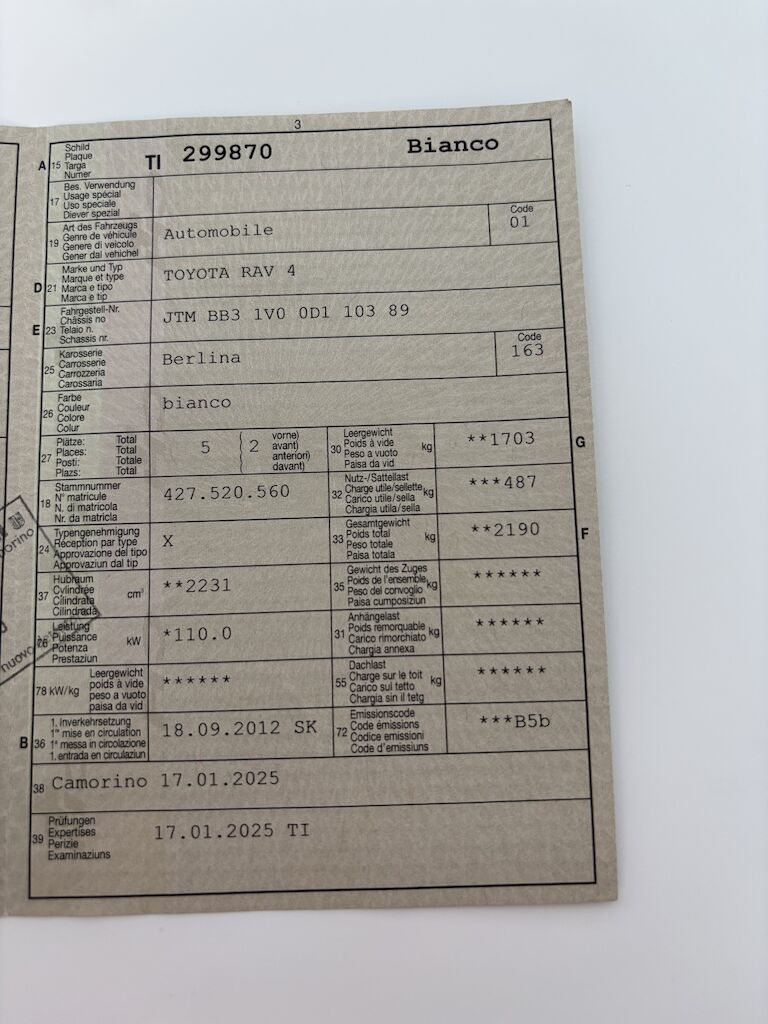 3
A 15 Schild Plaque Targa Numer TI 299870 Bianco
17 Bes. Verwendung Usage spécial Uso speciale Diever spezial
19 Art des Fahrzeugs Genre de véhicule Genere di veicolo Gener dal vehichel Automobile Code 01
D 21 Marke und Typ Marque et type Marca e tipo Marca e tip TOYOTA RAV 4
E 23 Fahrgestell-Nr. Châssis no Telaio n. Schassis nr. JTM BB3 1V0 0D1 103 89
25 Karosserie Carrosserie Carrozzeria Carossaria Berlina Code 163
26 Farbe Couleur Colore Colur bianco
27 Plätze: Total Places: Total Posti: Totale Plazs: Total 5 ( 2 vorne) avant) anteriori) davant)
30 Leergewicht Poids à vide Peso a vuoto Paisa da vid kg **1703 G
18 Stammnummer N° matricule N. di matricola Nr. da matricla 427.520.560
32 Nutz-/Sattellast Charge utile/sellette Carico utile/sella Chargia utila/sella kg ***487
24 Typengenehmigung Réception par type Approvazione del tipo Approvaziun dal tip X
33 Gesamtgewicht Poids total Peso totale Paisa totala kg **2190 F
37 Hubraum Cylindrée Cilindrata Cilindrada cm³ **2231
35 Gewicht des Zuges Poids de l'ensemble Peso del convoglio Paisa cumposiziun kg ******
76 Leistung Puissance Potenza Prestaziun kW *110.0
31 Anhängelast Poids remorquable Carico rimorchiato Chargia annexa kg ******
78 kW/kg Leergewicht poids à vide peso a vuoto paisa da vid ******
55 Dachlast Charge sur le toit Carico sul tetto Chargia sin il tetg kg ******
B 36 1. Inverkehrsetzung 1re mise en circulation 1a messa in circolazione 1. entrada en circulaziun 18.09.2012 SK
72 Emissionscode Code émissions Codice emissioni Code d'emissiuns ***B5b
38 Camorino 17.01.2025
39 Prüfungen Expertises Perizie Examinaziuns 17.01.2025 TI
nuovo